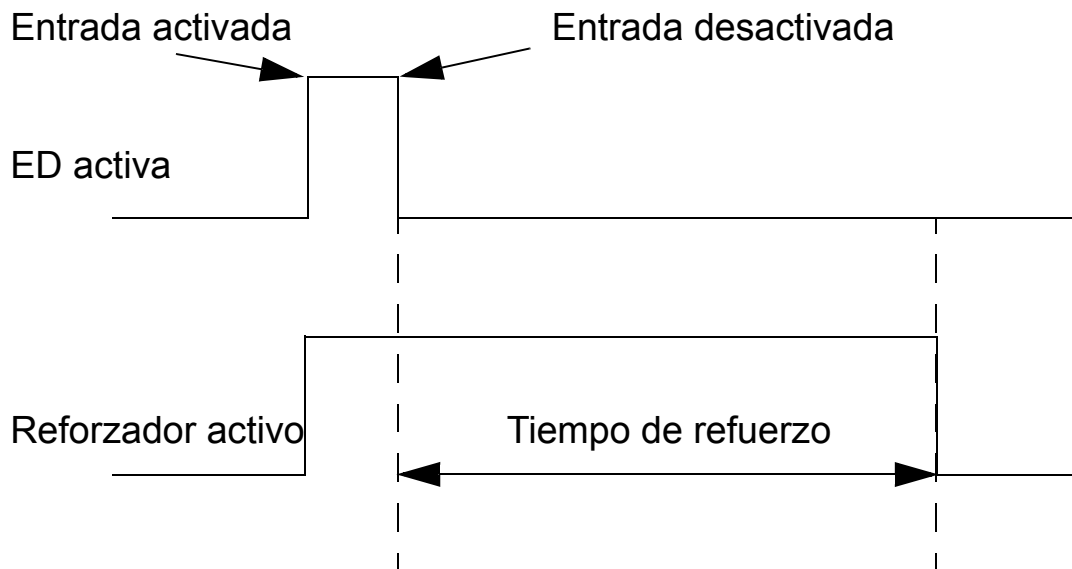 Entrada activada
Entrada desactivada
ED activa
Reforzador activo
Tiempo de refuerzo